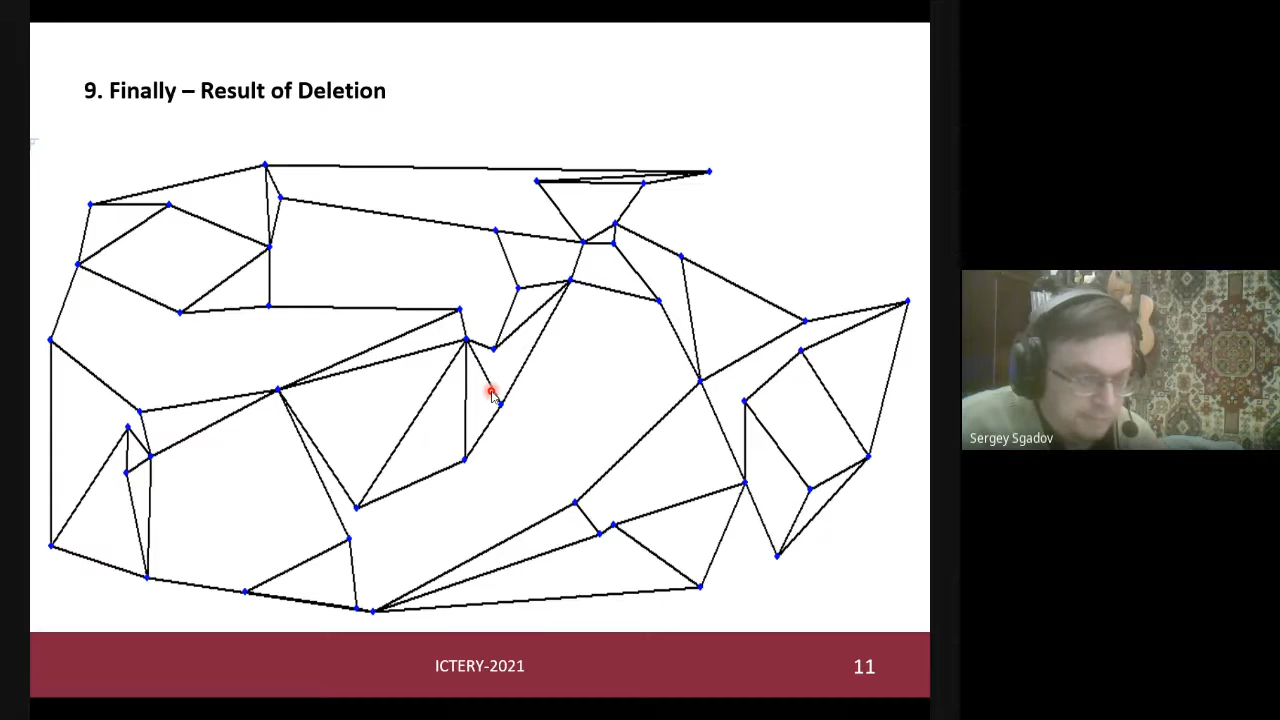 9. Finally – Result of Deletion
Sergey Sgadov
ICTERY-2021
11